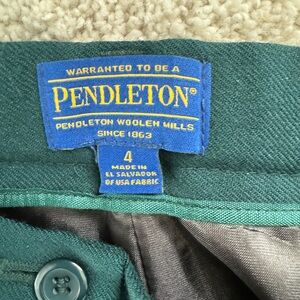 WARRANTED TO BE A
PENDLETON®
PENDLETON WOOLEN MILLS
SINCE 1863
4
MADE IN
EL SALVADOR
OF USA FABRIC